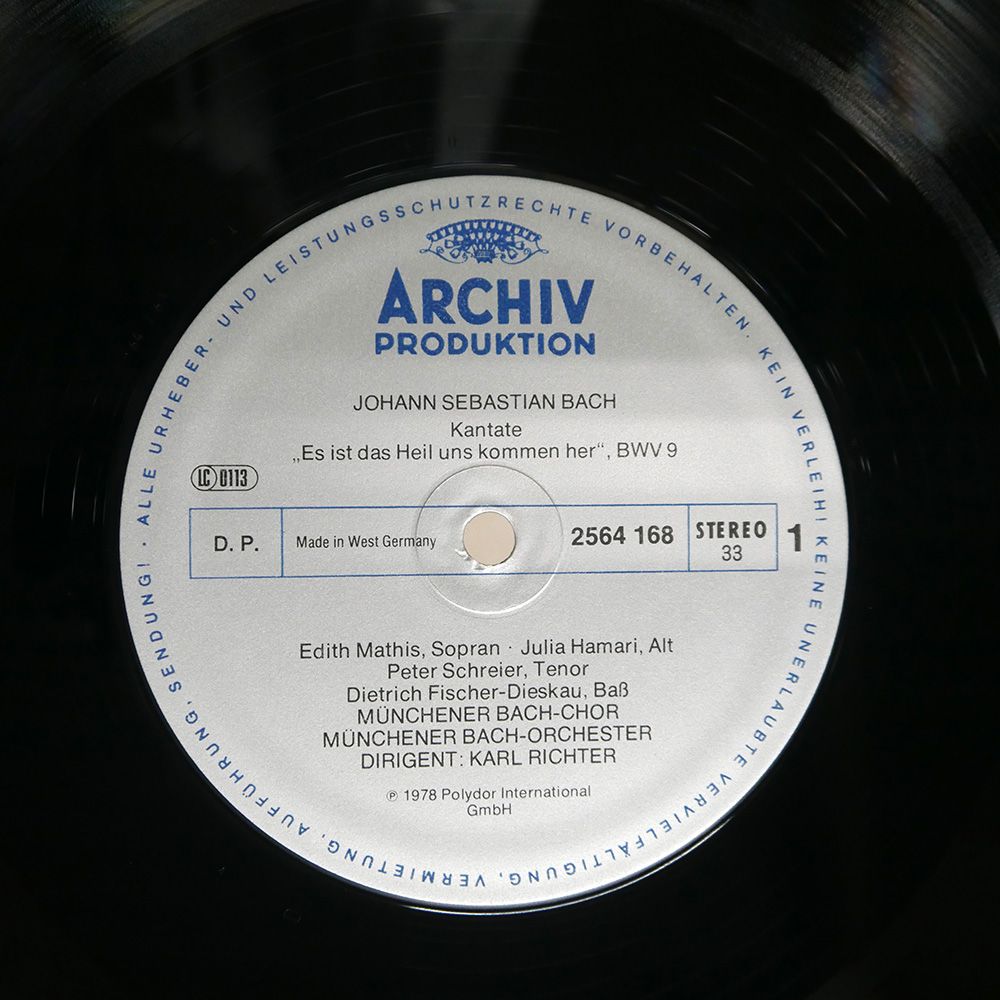 ALLE URHEBER- UND LEISTUNGSSCHUTZRECHTE VORBEHALTEN. KEIN VERLEIH! KEINE UNERLAUBTE VERVIELFÄLTIGUNG, VERMIETUNG, AUFFÜHRUNG, SENDUNG! ·
ARCHIV
PRODUKTION
JOHANN SEBASTIAN BACH
Kantate
„Es ist das Heil uns kommen her“, BWV 9
LC 0113
D. P. Made in West Germany 2564 168 STEREO 33 1
Edith Mathis, Sopran · Julia Hamari, Alt
Peter Schreier, Tenor
Dietrich Fischer-Dieskau, Baß
MÜNCHENER BACH-CHOR
MÜNCHENER BACH-ORCHESTER
DIRIGENT: KARL RICHTER
℗ 1978 Polydor International
GmbH